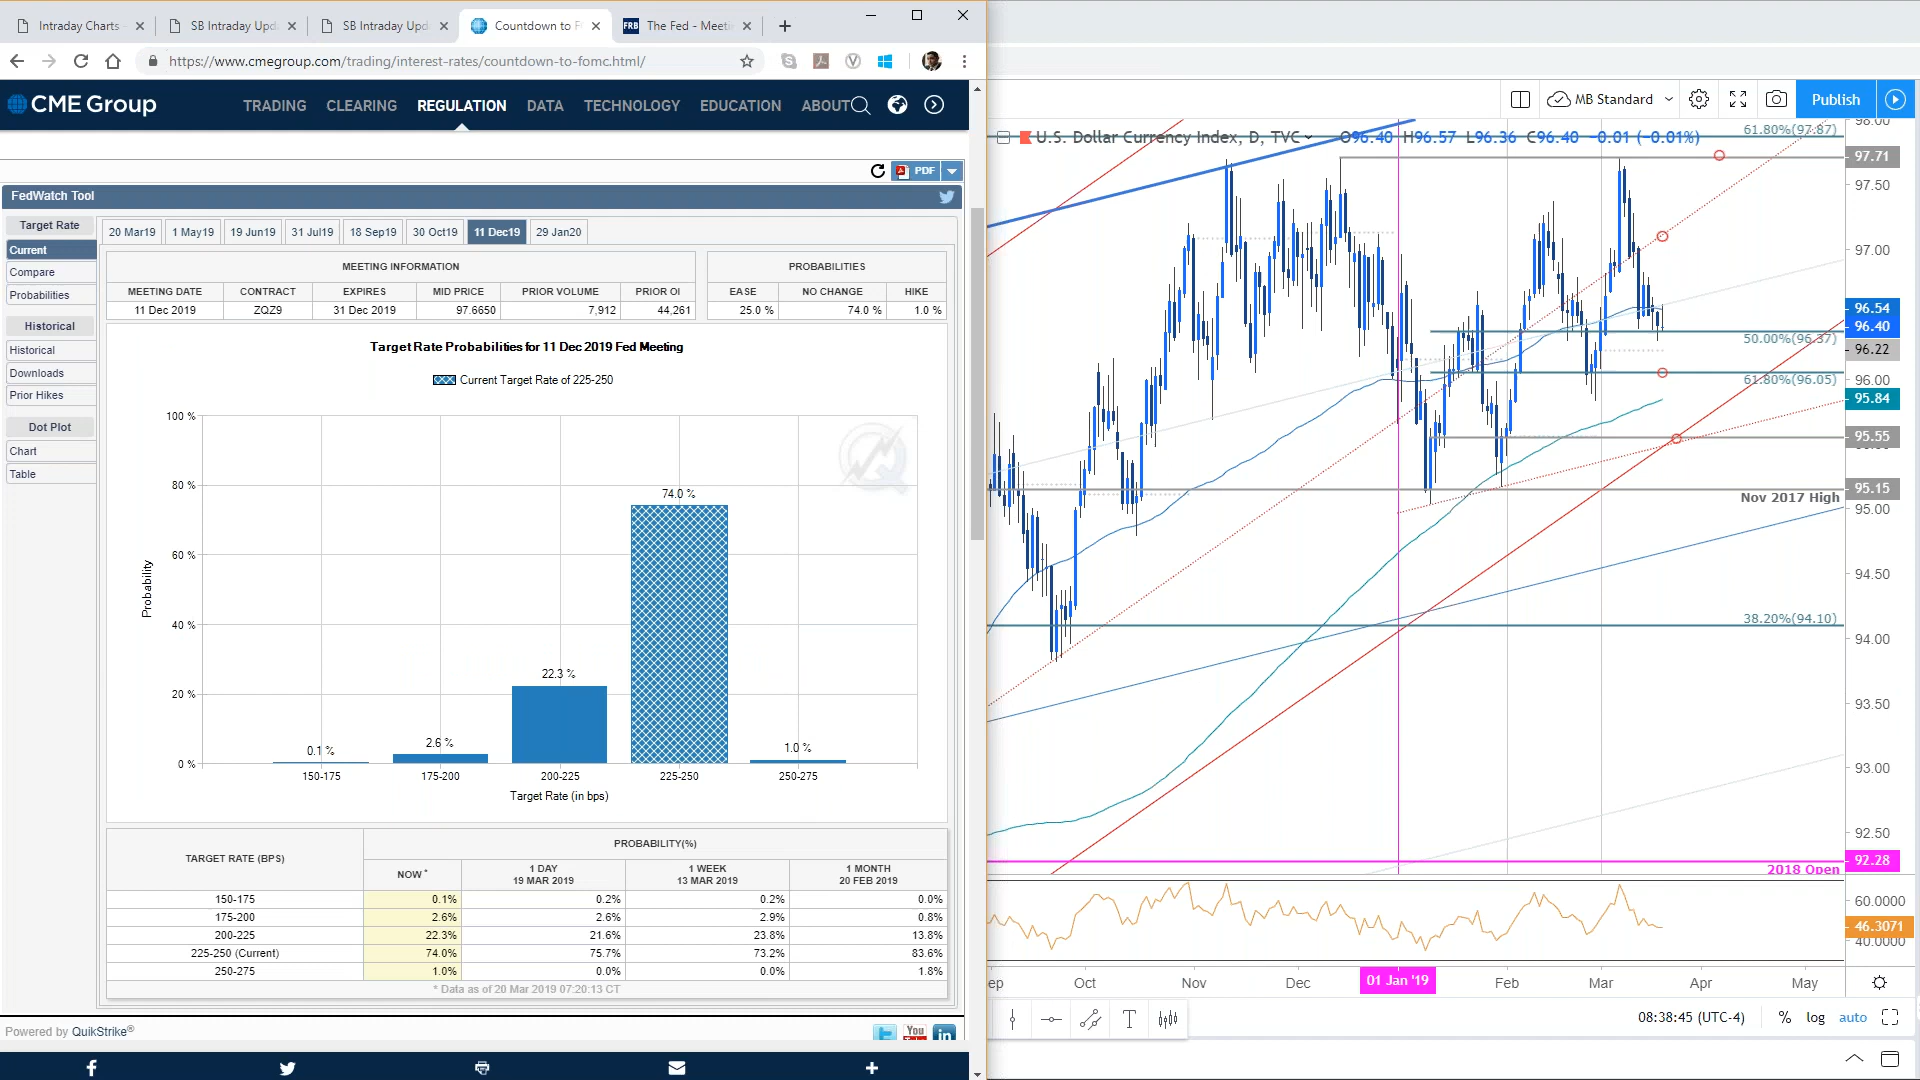 Intraday Charts
SB Intraday Upd
SB Intraday Upd
Countdown to F
FRB The Fed - Meeti
https://www.cmegroup.com/trading/interest-rates/countdown-to-fomc.html/
CME Group
TRADING CLEARING REGULATION DATA TECHNOLOGY EDUCATION ABOUT
PDF
FedWatch Tool
Target Rate
Current
Compare
Probabilities
Historical
Historical
Downloads
Prior Hikes
Dot Plot
Chart
Table
20 Mar19 1 May19 19 Jun19 31 Jul19 18 Sep19 30 Oct19 11 Dec19 29 Jan20
MEETING INFORMATION
MEETING DATE CONTRACT EXPIRES MID PRICE PRIOR VOLUME PRIOR OI
11 Dec 2019 ZQZ9 31 Dec 2019 97.6650 7,912 44,261
PROBABILITIES
EASE NO CHANGE HIKE
25.0 % 74.0 % 1.0 %
Target Rate Probabilities for 11 Dec 2019 Fed Meeting
Current Target Rate of 225-250
100 %
80 %
60 %
40 %
20 %
0 %
Probability
0.1 %
2.6 %
22.3 %
74.0 %
1.0 %
150-175 175-200 200-225 225-250 250-275
Target Rate (in bps)
TARGET RATE (BPS) PROBABILITY(%)
NOW * 1 DAY 19 MAR 2019 1 WEEK 13 MAR 2019 1 MONTH 20 FEB 2019
150-175 0.1% 0.2% 0.2% 0.0%
175-200 2.6% 2.6% 2.9% 0.8%
200-225 22.3% 21.6% 23.8% 13.8%
225-250 (Current) 74.0% 75.7% 73.2% 83.6%
250-275 1.0% 0.0% 0.0% 1.8%
* Data as of 20 Mar 2019 07:20:13 CT
Powered by QuikStrike®
You
in
MB Standard
Publish
U.S. Dollar Currency Index, D, TVC O96.40 H96.57 L96.36 C96.40 −0.01 (−0.01%)
61.80%(97.87)
50.00%(96.37)
61.80%(96.05)
Nov 2017 High
38.20%(94.10)
2018 Open
98.00
97.71
97.50
97.00
96.54
96.40
96.22
96.00
95.84
95.55
95.15
95.00
94.50
94.00
93.50
93.00
92.50
92.28
60.0000
46.3071
40.0000
ep Oct Nov Dec 01 Jan '19 Feb Mar Apr May
08:38:45 (UTC-4) % log auto